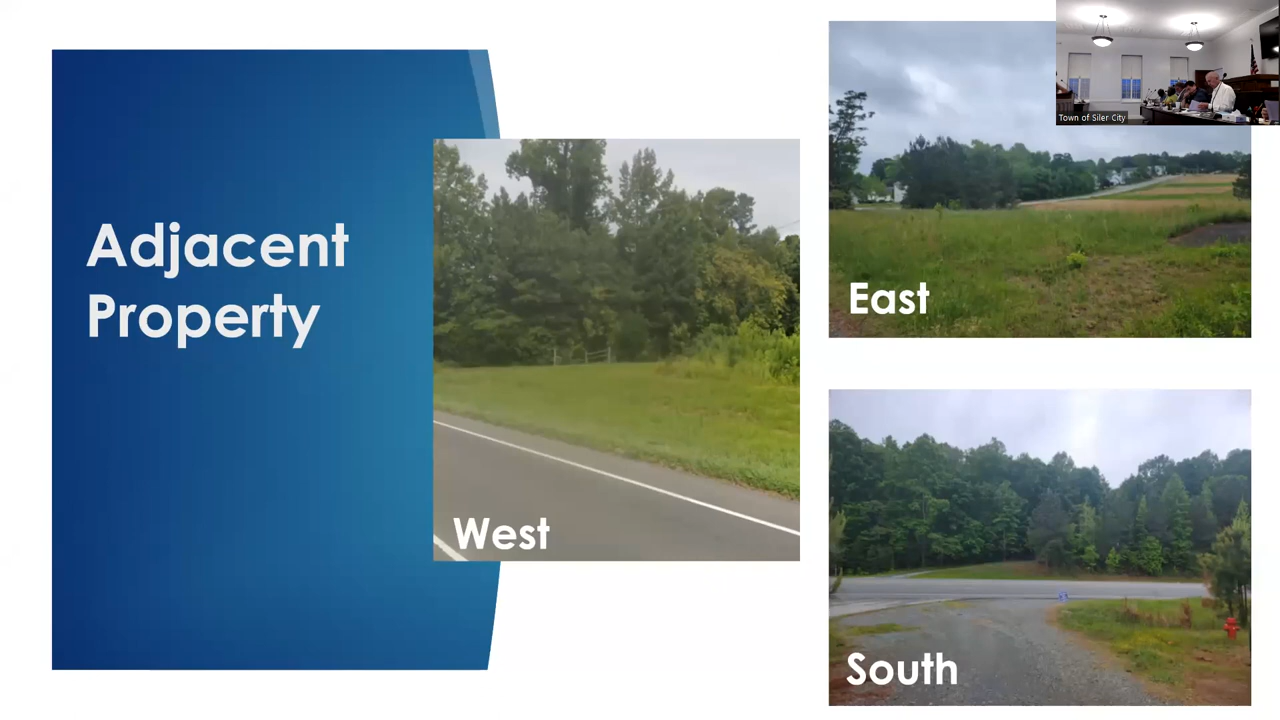 Adjacent
Property
West
East
South
Town of Siler City